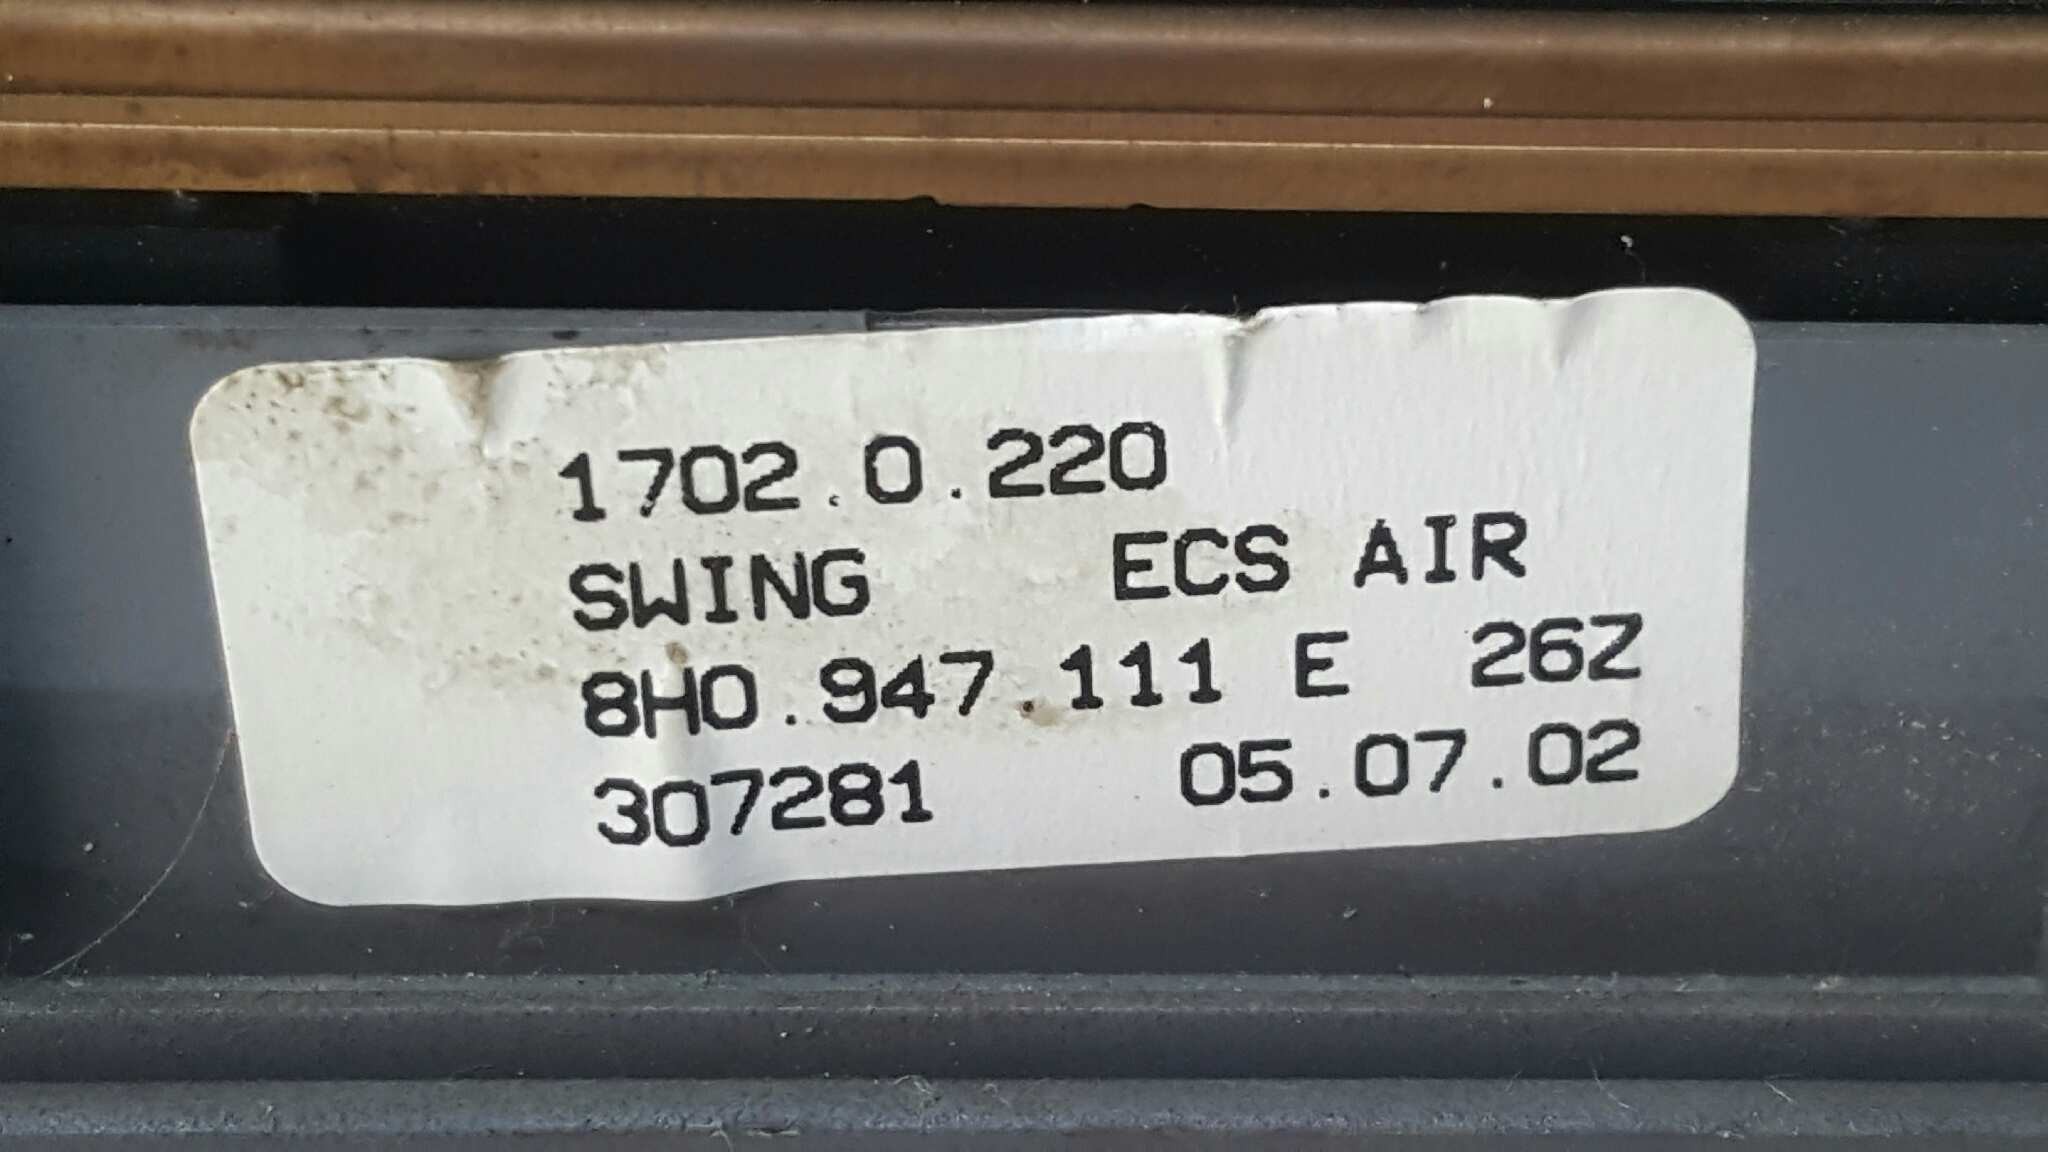 1702.0.220
SWING ECS AIR
8H0.947.111 E 26Z
307281 05.07.02